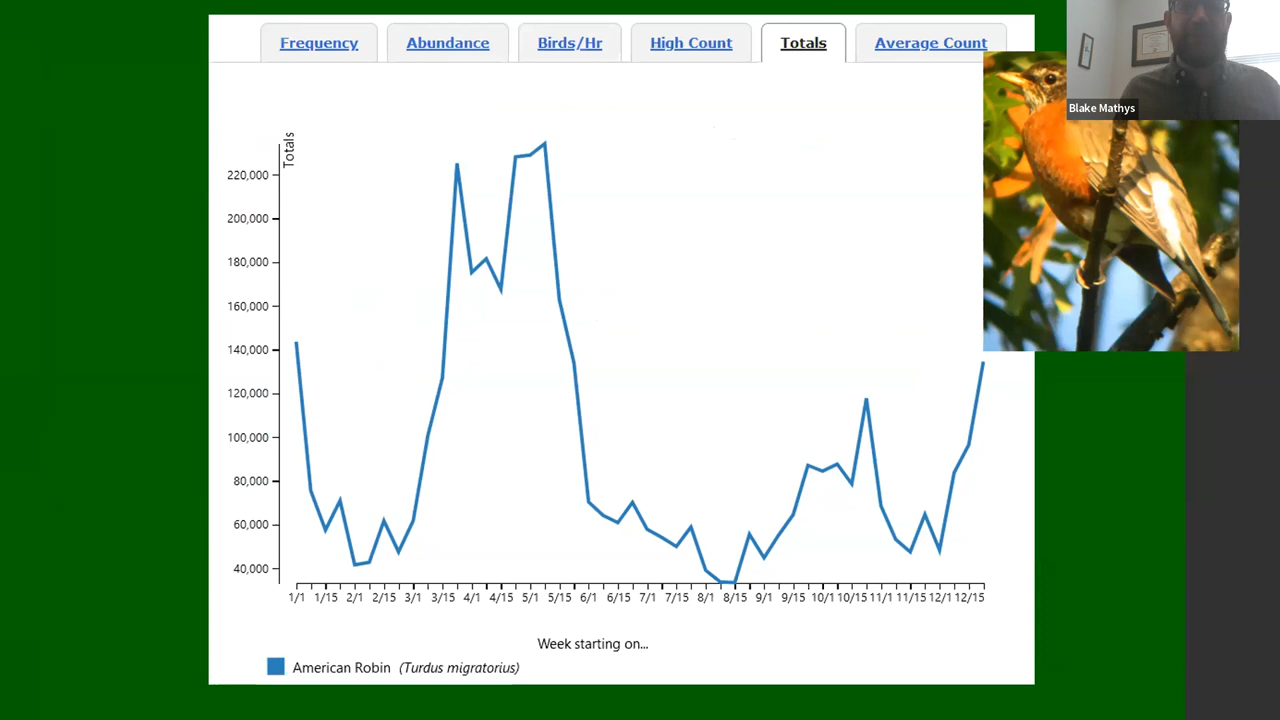 Frequency Abundance Birds/Hr High Count Totals Average Count
Blake Mathys
Totals
220,000
200,000
180,000
160,000
140,000
120,000
100,000
80,000
60,000
40,000
1/1 1/15 2/1 2/15 3/1 3/15 4/1 4/15 5/1 5/15 6/1 6/15 7/1 7/15 8/1 8/15 9/1 9/15 10/1 10/15 11/1 11/15 12/1 12/15
Week starting on...
American Robin (Turdus migratorius)